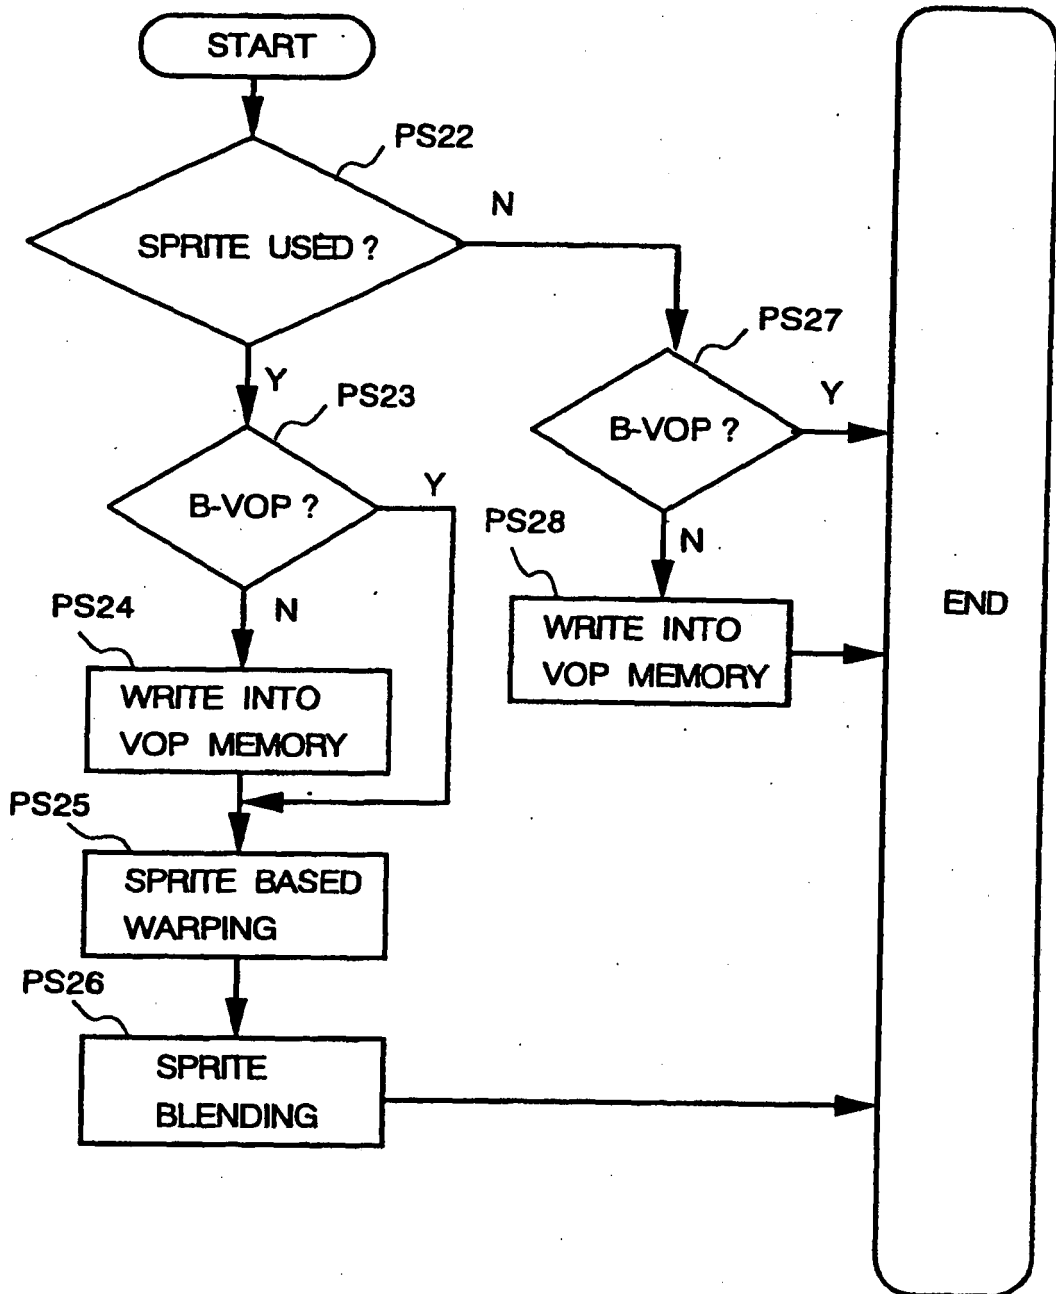 START
PS22
SPRITE USED ?
N
Y
PS23
B-VOP ?
Y
N
PS24
WRITE INTO
VOP MEMORY
PS25
SPRITE BASED
WARPING
PS26
SPRITE
BLENDING
PS27
B-VOP ?
Y
N
PS28
WRITE INTO
VOP MEMORY
END